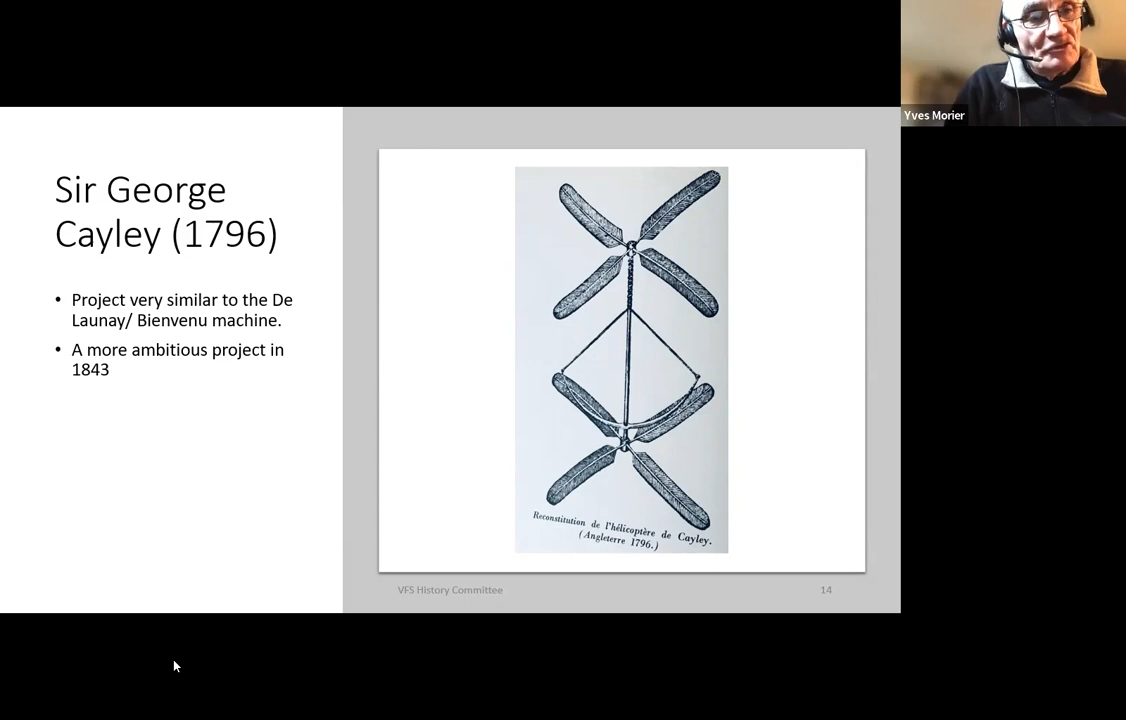 Yves Morier
Sir George
Cayley (1796)
• Project very similar to the De
Launay/ Bienvenu machine.
• A more ambitious project in
1843
Reconstitution de l'hélicoptère de Cayley.
(Angleterre 1796.)
VFS History Committee
14